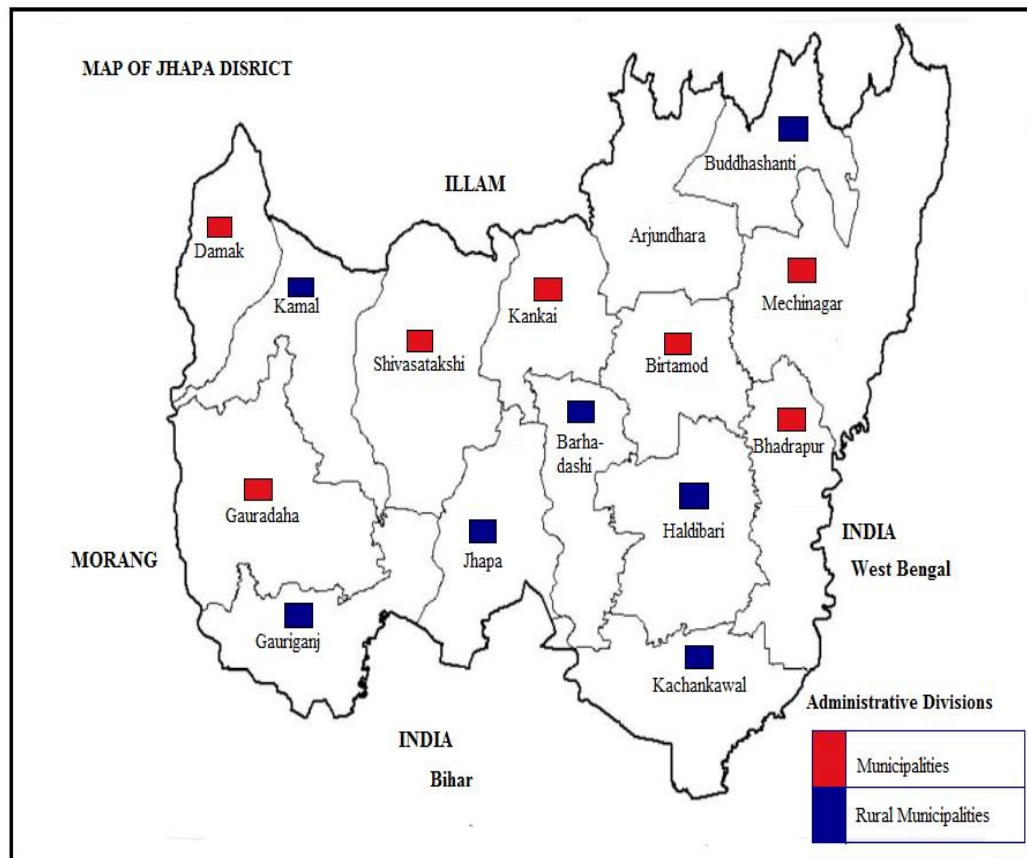 MAP OF JHAPA DISRICT
Buddhashanti
ILLAM
Damak
Arjundhara
Kamal
Kankai
Mechinagar
Shivasatakshi
Birtamod
Barha-
dashi
Bhadrapur
Gauradaha
Haldibari
INDIA
West Bengal
MORANG
Jhapa
Gauriganj
Kachankawal
INDIA
Bihar
Administrative Divisions
Municipalities
Rural Municipalities